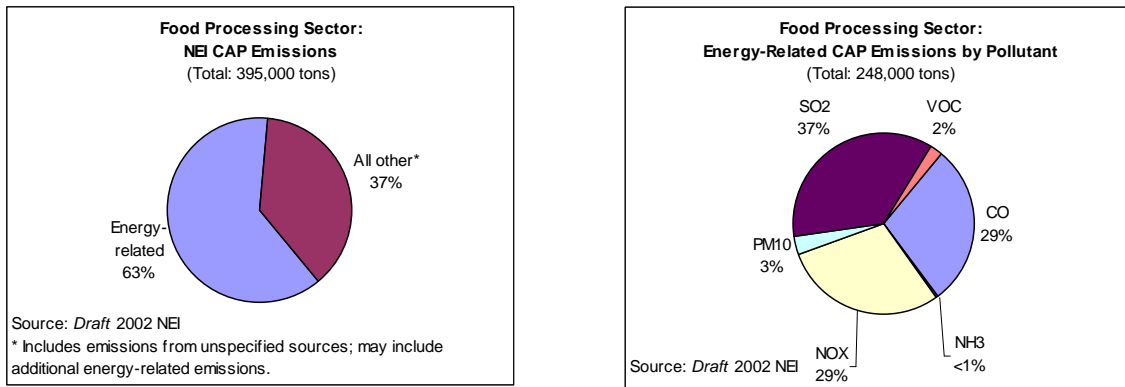 Food Processing Sector:
NEI CAP Emissions
(Total: 395,000 tons)
All other*
37%
Energy-
related
63%
Source: Draft 2002 NEI
* Includes emissions from unspecified sources; may include
additional energy-related emissions.
Food Processing Sector:
Energy-Related CAP Emissions by Pollutant
(Total: 248,000 tons)
SO2
37%
VOC
2%
CO
29%
PM10
3%
NH3
<1%
NOX
29%
Source: Draft 2002 NEI